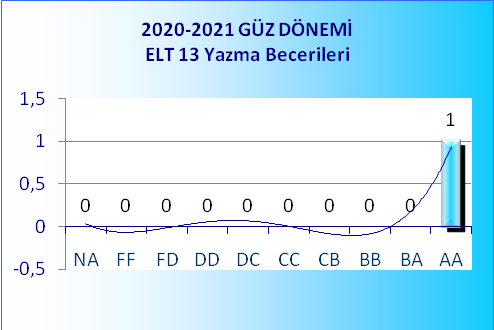 2020-2021 GÜZ DÖNEMİ
ELT 13 Yazma Becerileri
1,5
1
0,5
0
-0,5
0 0 0 0 0 0 0 0 0 1
NA FF FD DD DC CC CB BB BA AA